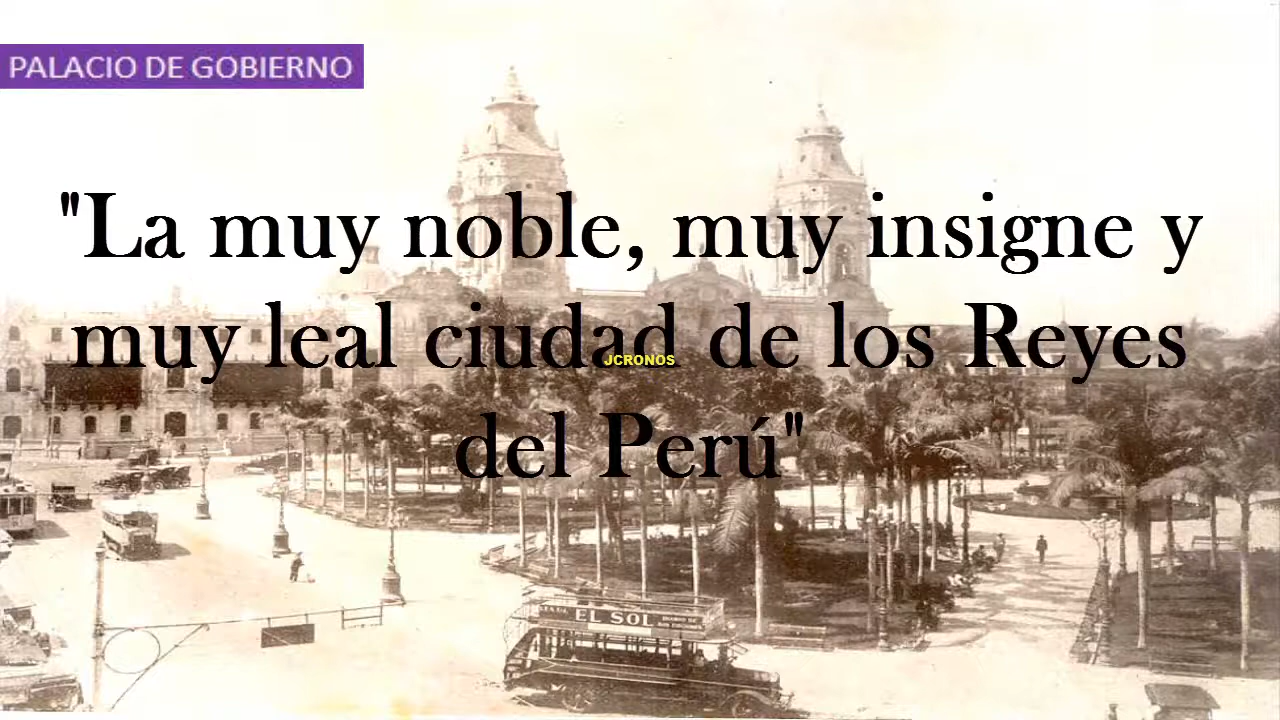 PALACIO DE GOBIERNO
"La muy noble, muy insigne y
muy leal ciudad de los Reyes
del Perú"
JCRONOS
EL SOL